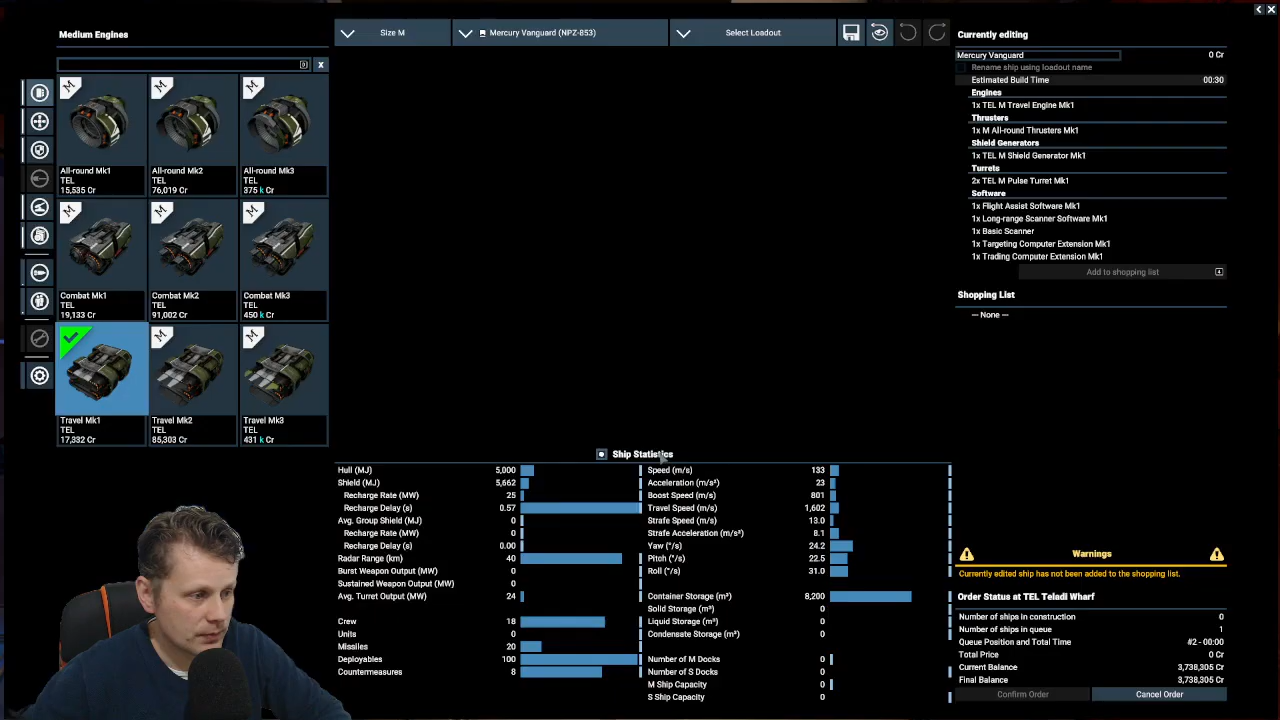 Medium Engines
Size M
Mercury Vanguard (NPZ-853)
Select Loadout
x
All-round Mk1
TEL
15,535 Cr
All-round Mk2
TEL
76,019 Cr
All-round Mk3
TEL
375 k Cr
Combat Mk1
TEL
19,133 Cr
Combat Mk2
TEL
91,002 Cr
Combat Mk3
TEL
450 k Cr
Travel Mk1
TEL
17,332 Cr
Travel Mk2
TEL
85,303 Cr
Travel Mk3
TEL
431 k Cr
Ship Statistics
Hull (MJ) 5,000
Shield (MJ) 5,662
Recharge Rate (MW) 25
Recharge Delay (s) 0.57
Avg. Group Shield (MJ) 0
Recharge Rate (MW) 0
Recharge Delay (s) 0.00
Radar Range (km) 40
Burst Weapon Output (MW) 0
Sustained Weapon Output (MW) 0
Avg. Turret Output (MW) 24
Crew 18
Units 0
Missiles 20
Deployables 100
Countermeasures 8
Speed (m/s) 133
Acceleration (m/s²) 23
Boost Speed (m/s) 801
Travel Speed (m/s) 1,602
Strafe Speed (m/s) 13.0
Strafe Acceleration (m/s²) 8.1
Yaw (°/s) 24.2
Pitch (°/s) 22.5
Roll (°/s) 31.0
Container Storage (m³) 8,200
Solid Storage (m³) 0
Liquid Storage (m³) 0
Condensate Storage (m³) 0
Number of M Docks 0
Number of S Docks 0
M Ship Capacity 0
S Ship Capacity 0
Currently editing
Mercury Vanguard 0 Cr
Rename ship using loadout name
Estimated Build Time 00:30
Engines
1x TEL M Travel Engine Mk1
Thrusters
1x M All-round Thrusters Mk1
Shield Generators
1x TEL M Shield Generator Mk1
Turrets
2x TEL M Pulse Turret Mk1
Software
1x Flight Assist Software Mk1
1x Long-range Scanner Software Mk1
1x Basic Scanner
1x Targeting Computer Extension Mk1
1x Trading Computer Extension Mk1
Add to shopping list
Shopping List
— None —
Warnings
Currently edited ship has not been added to the shopping list.
Order Status at TEL Teladi Wharf
Number of ships in construction 0
Number of ships in queue 1
Queue Position and Total Time #2 - 00:00
Total Price 0 Cr
Current Balance 3,738,305 Cr
Final Balance 3,738,305 Cr
Confirm Order
Cancel Order